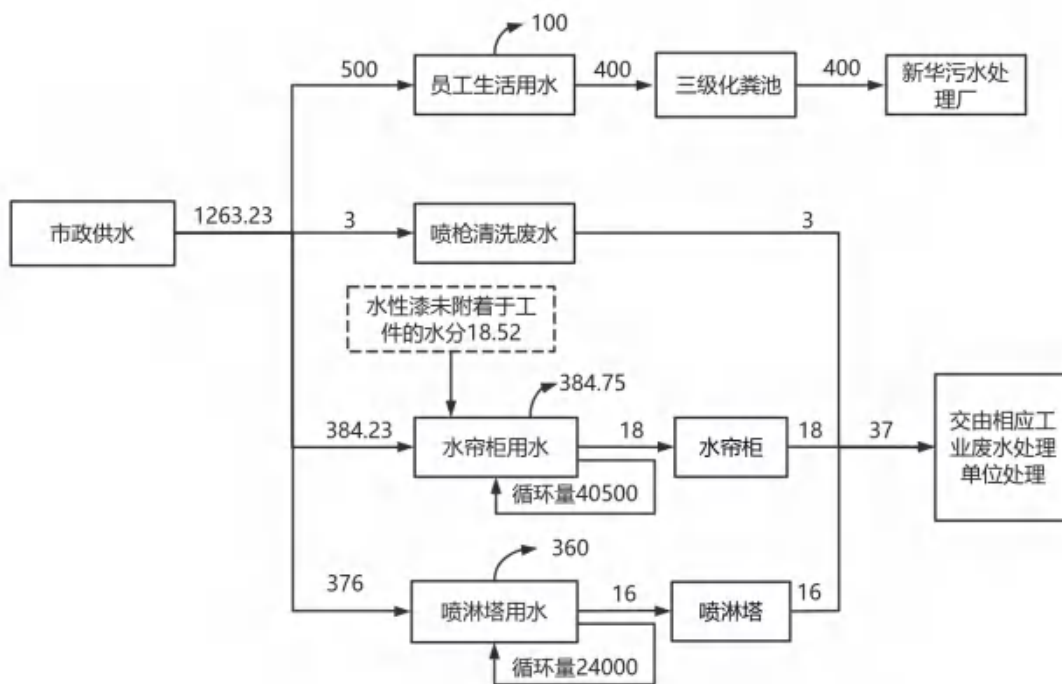 100
500
员工生活用水
400
三级化粪池
400
新华污水处
理厂
市政供水
1263.23
3
喷枪清洗废水
3
水性漆未附着于工
件的水分18.52
384.75
384.23
水帘柜用水
18
水帘柜
18
37
交由相应工
业废水处理
单位处理
循环量40500
360
376
喷淋塔用水
16
喷淋塔
16
循环量24000